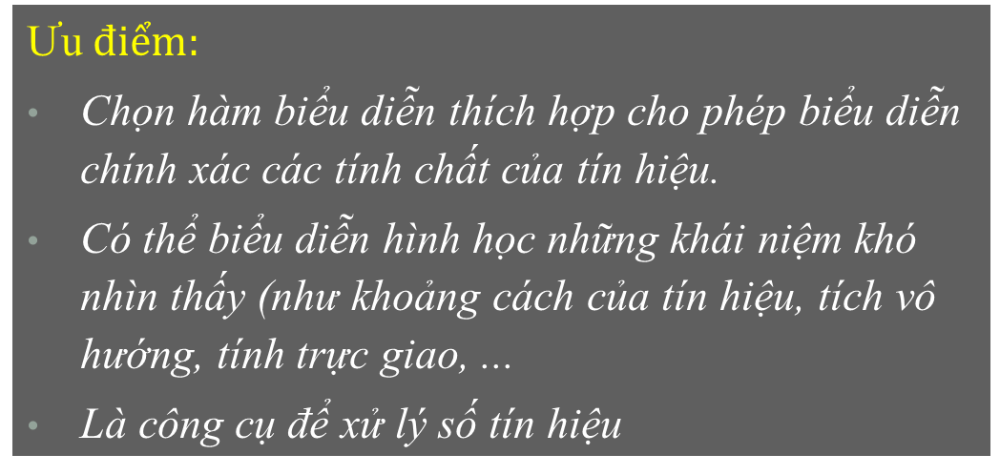 Ưu điểm:
• Chọn hàm biểu diễn thích hợp cho phép biểu diễn
chính xác các tính chất của tín hiệu.
• Có thể biểu diễn hình học những khái niệm khó
nhìn thấy (như khoảng cách của tín hiệu, tích vô
hướng, tính trực giao, ...
• Là công cụ để xử lý số tín hiệu